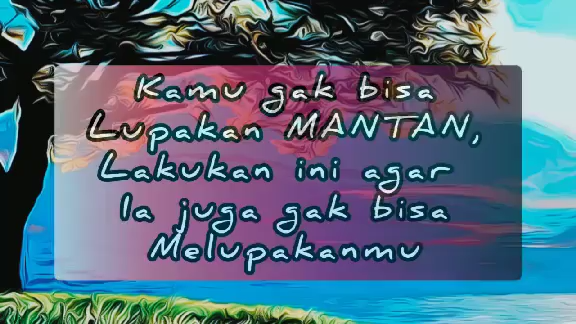 Kamu gak bisa
Lupakan MANTAN,
Lakukan ini agar
Ia juga gak bisa
Melupakanmu